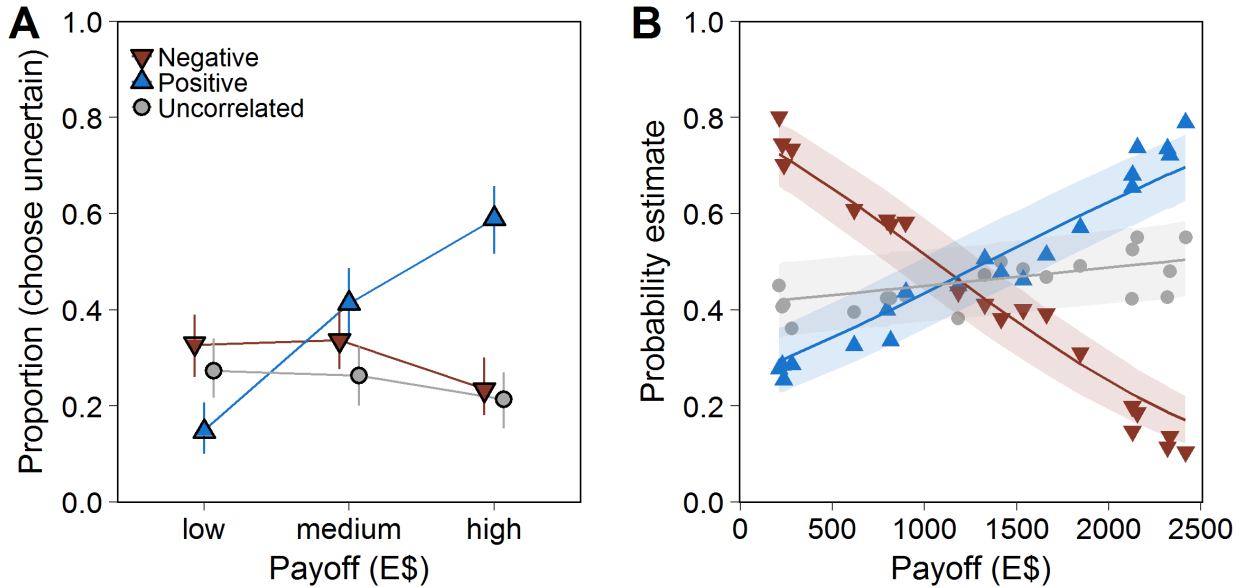 A
Proportion (choose uncertain)
1.0
0.8
0.6
0.4
0.2
0.0
Negative
Positive
Uncorrelated
low medium high
Payoff (E$)
B
Probability estimate
1.0
0.8
0.6
0.4
0.2
0.0
0 500 1000 1500 2000 2500
Payoff (E$)